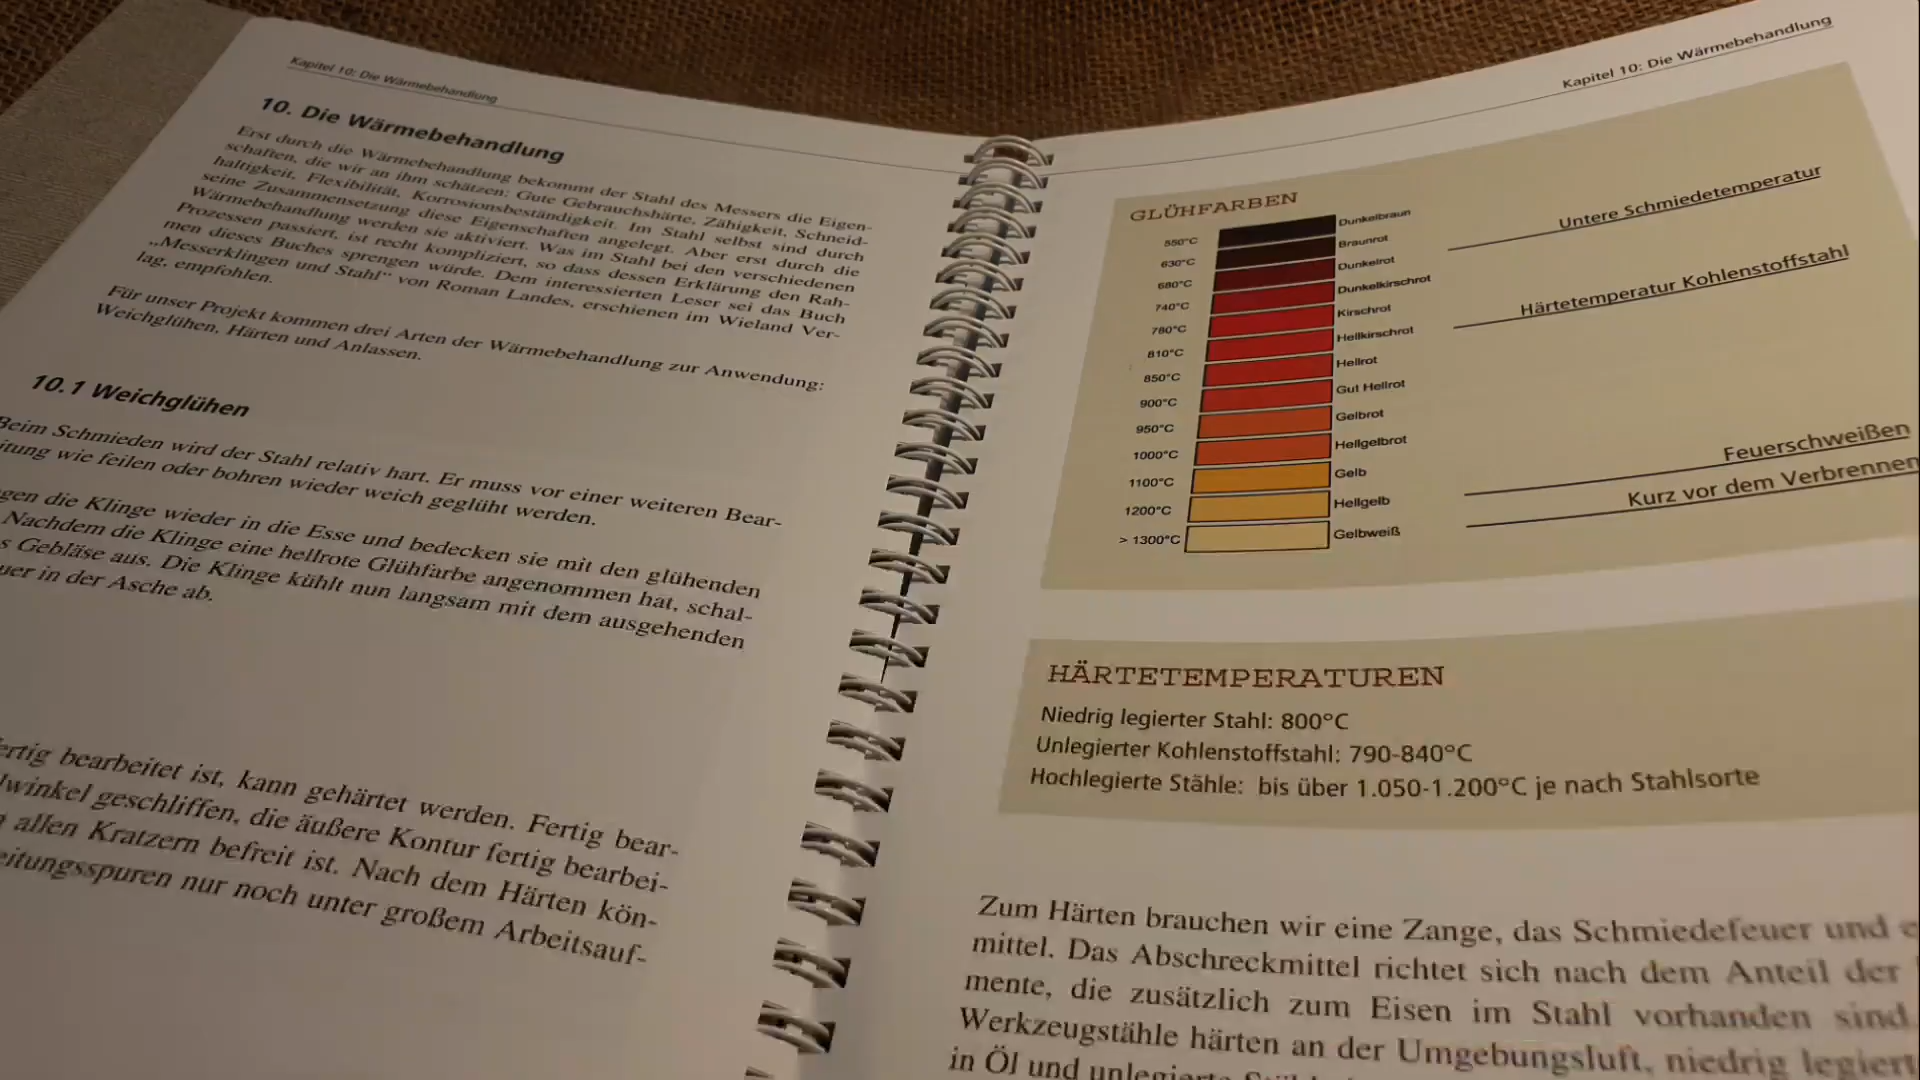 Kapitel 10: Die Wärmebehandlung
10. Die Wärmebehandlung
Erst durch die Wärmebehandlung bekommt der Stahl des Messers die Eigen-
schaften, die wir an ihm schätzen: Gute Gebrauchshärte, Zähigkeit, Schneid-
haltigkeit, Flexibilität, Korrosionsbeständigkeit. Im Stahl selbst sind durch
seine Zusammensetzung diese Eigenschaften angelegt. Aber erst durch die
Wärmebehandlung werden sie aktiviert. Was im Stahl bei den verschiedenen
Prozessen passiert, ist recht kompliziert, so dass dessen Erklärung den Rah-
men dieses Buches sprengen würde. Dem interessierten Leser sei das Buch
„Messerklingen und Stahl“ von Roman Landes, erschienen im Wieland Ver-
lag, empfohlen.
Für unser Projekt kommen drei Arten der Wärmebehandlung zur Anwendung:
Weichglühen, Härten und Anlassen.
10.1 Weichglühen
Beim Schmieden wird der Stahl relativ hart. Er muss vor einer weiteren Bear-
itung wie feilen oder bohren wieder weich geglüht werden.
gen die Klinge wieder in die Esse und bedecken sie mit den glühenden
Nachdem die Klinge eine hellrote Glühfarbe angenommen hat, schal-
s Gebläse aus. Die Klinge kühlt nun langsam mit dem ausgehenden
uer in der Asche ab.
ertig bearbeitet ist, kann gehärtet werden. Fertig bear-
winkel geschliffen, die äußere Kontur fertig bearbei-
allen Kratzern befreit ist. Nach dem Härten kön-
eitungsspuren nur noch unter großem Arbeitsauf-
Kapitel 10: Die Wärmebehandlung
GLÜHFARBEN
550°C Dunkelbraun
630°C Braunrot
680°C Dunkelrot
740°C Dunkelkirschrot
780°C Kirschrot
810°C Hellkirschrot
850°C Hellrot
900°C Gut Hellrot
950°C Gelbrot
1000°C Hellgelbrot
1100°C Gelb
1200°C Hellgelb
> 1300°C Gelbweiß
Untere Schmiedetemperatur
Härtetemperatur Kohlenstoffstahl
Feuerschweißen
Kurz vor dem Verbrennen
HÄRTETEMPERATUREN
Niedrig legierter Stahl: 800°C
Unlegierter Kohlenstoffstahl: 790-840°C
Hochlegierte Stähle: bis über 1.050-1.200°C je nach Stahlsorte
Zum Härten brauchen wir eine Zange, das Schmiedefeuer und
mittel. Das Abschreckmittel richtet sich nach dem Anteil der
mente, die zusätzlich zum Eisen im Stahl vorhanden sind.
Werkzeugstähle härten an der Umgebungsluft, niedrig legiert
in Öl und unlegierte